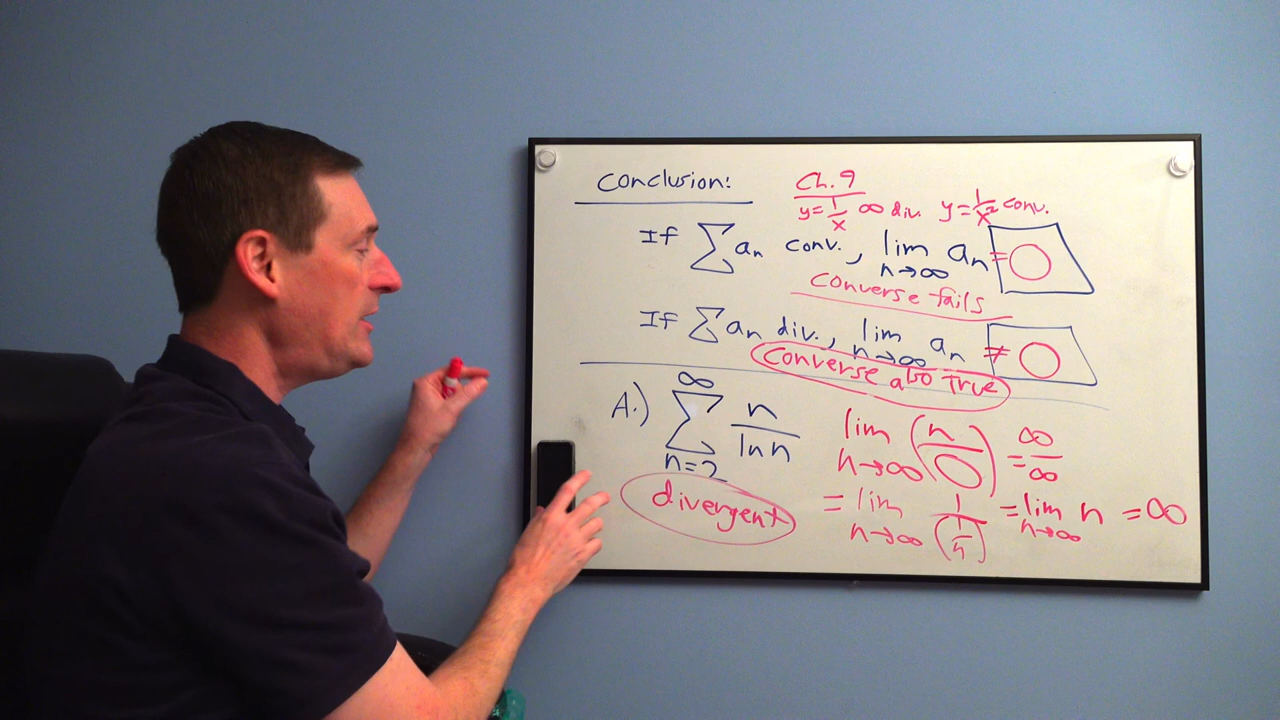 Conclusion:
Ch. 9
y = 1/x ∞ div. y = 1/x² conv.
If ∑ aₙ conv., lim n→∞ aₙ = 0
Converse fails
If ∑ aₙ div., lim n→∞ aₙ ≠ 0
Converse also True
A.) ∑ n=2 ∞ n/ln n
lim n→∞ (n/0) = ∞/∞
divergent
= lim n→∞ 1/(1/n) = lim n→∞ n = ∞